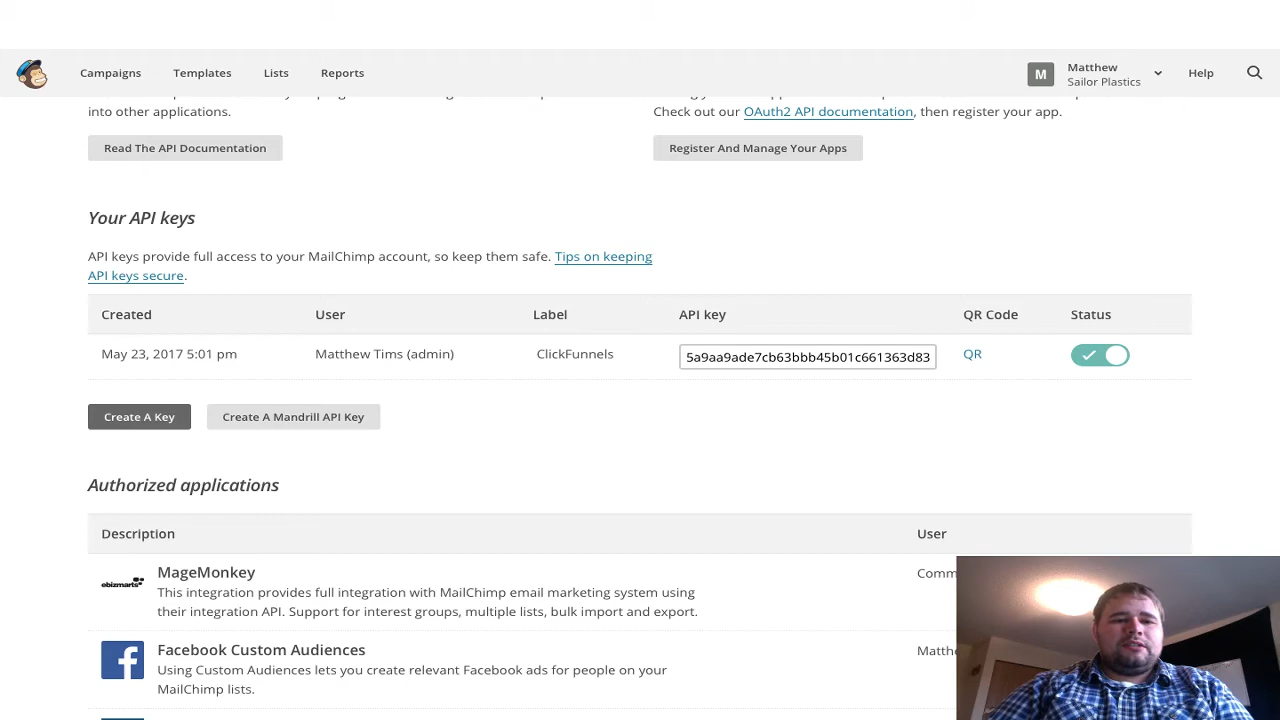 Campaigns Templates Lists Reports
M Matthew Help
Sailor Plastics
into other applications.
Read The API Documentation
Check out our OAuth2 API documentation, then register your app.
Register And Manage Your Apps
Your API keys
API keys provide full access to your MailChimp account, so keep them safe. Tips on keeping
API keys secure.
Created User Label API key QR Code Status
May 23, 2017 5:01 pm Matthew Tims (admin) ClickFunnels 5a9aa9ade7cb63bbb45b01c661363d83 QR
Create A Key Create A Mandrill API Key
Authorized applications
Description User
ebizmarts MageMonkey Comm
This integration provides full integration with MailChimp email marketing system using
their integration API. Support for interest groups, multiple lists, bulk import and export.
Facebook Custom Audiences Matthe
Using Custom Audiences lets you create relevant Facebook ads for people on your
MailChimp lists.